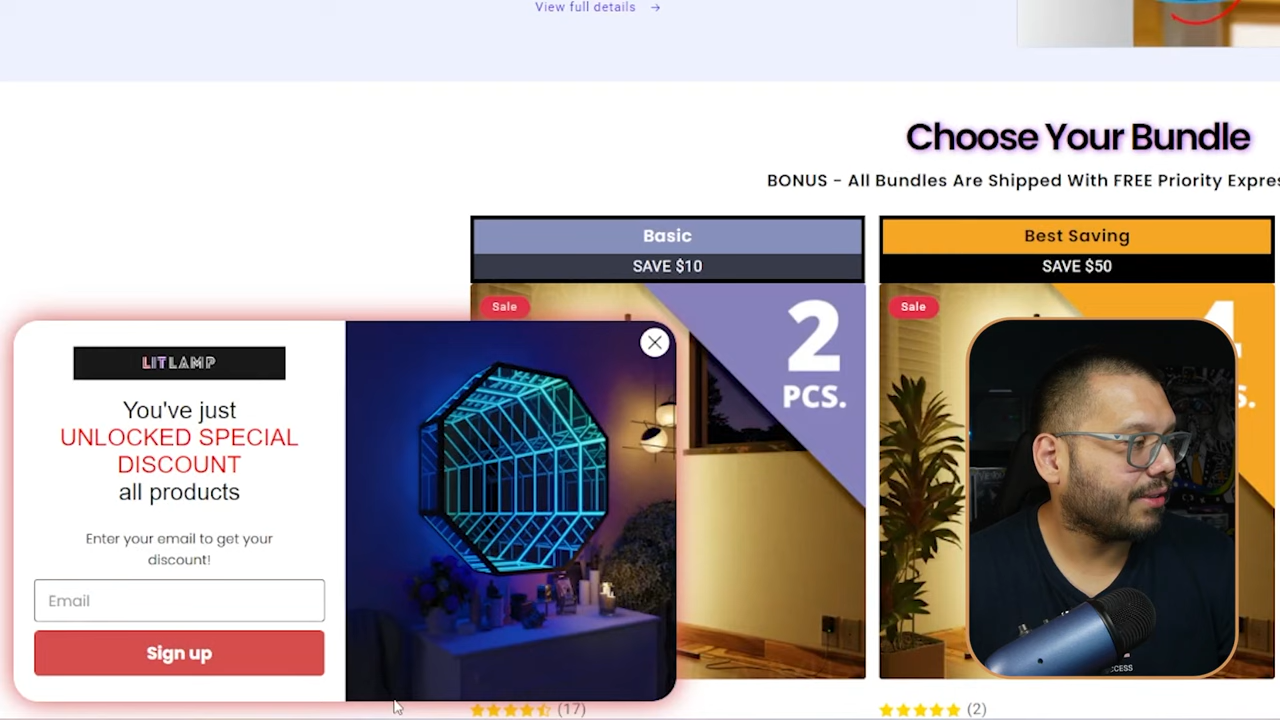 View full details →
Choose Your Bundle
BONUS - All Bundles Are Shipped With FREE Priority
Basic
SAVE $10
Best Saving
SAVE $50
Sale
2
PCS.
Sale
LITLAMP
You've just
UNLOCKED SPECIAL
DISCOUNT
all products
Enter your email to get your
discount!
Email
Sign up
(17)
(2)